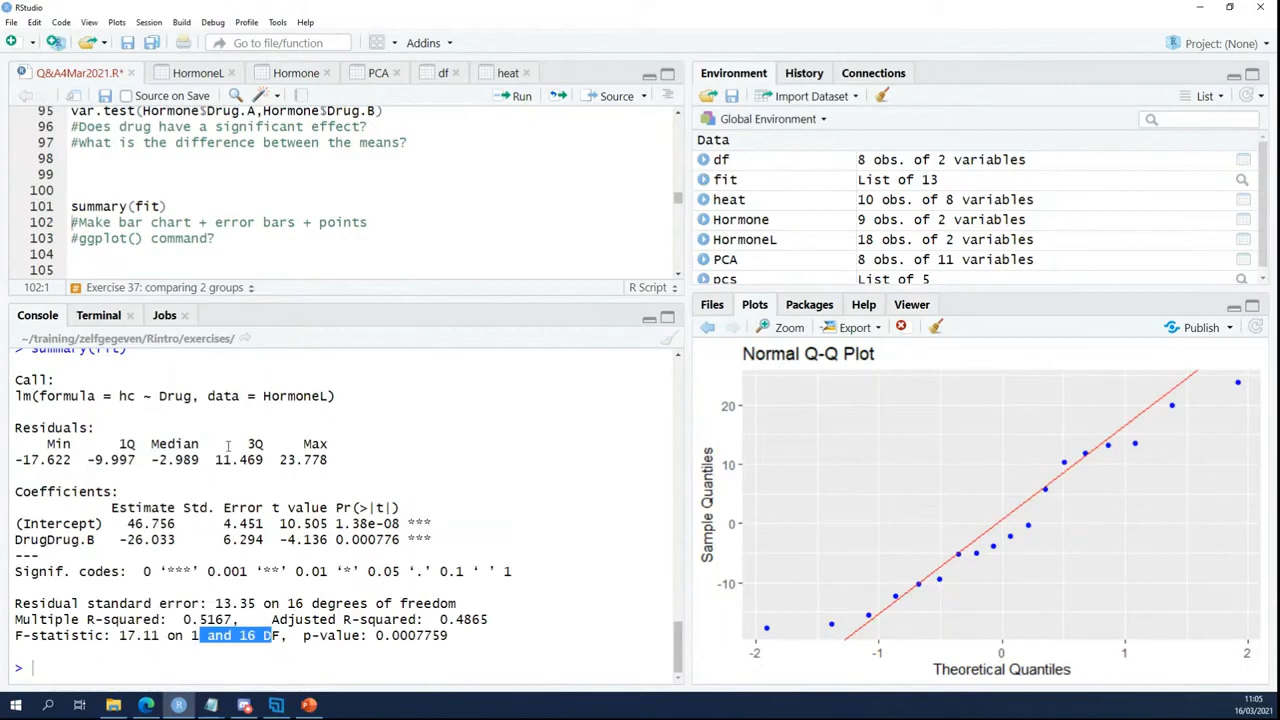 RStudio
File Edit Code View Plots Session Build Debug Profile Tools Help
Go to file/function Addins Project: (None)
Q&A4Mar2021.R* HormoneL Hormone PCA df heat
Source on Save Run Source
95 var.test(Hormone$Drug.A,Hormone$Drug.B)
96 #Does drug have a significant effect?
97 #What is the difference between the means?
98
99
100
101 summary(fit)
102 #Make bar chart + error bars + points
103 #ggplot() command?
104
105
102:1 Exercise 37: comparing 2 groups R Script
Console Terminal Jobs
~/training/zelfgegeven/Rintro/exercises/
> summary(fit)
Call:
lm(formula = hc ~ Drug, data = HormoneL)
Residuals:
Min 1Q Median 3Q Max
-17.622 -9.997 -2.989 11.469 23.778
Coefficients:
Estimate Std. Error t value Pr(>|t|)
(Intercept) 46.756 4.451 10.505 1.38e-08 ***
DrugDrug.B -26.033 6.294 -4.136 0.000776 ***
---
Signif. codes: 0 ‘***’ 0.001 ‘**’ 0.01 ‘*’ 0.05 ‘.’ 0.1 ‘ ’ 1
Residual standard error: 13.35 on 16 degrees of freedom
Multiple R-squared: 0.5167, Adjusted R-squared: 0.4865
F-statistic: 17.11 on 1 and 16 DF, p-value: 0.0007759
>
Environment History Connections
Import Dataset List
Global Environment
Data
df 8 obs. of 2 variables
fit List of 13
heat 10 obs. of 8 variables
Hormone 9 obs. of 2 variables
HormoneL 18 obs. of 2 variables
PCA 8 obs. of 11 variables
pcs List of 5
Files Plots Packages Help Viewer
Zoom Export Publish
Normal Q-Q Plot
Sample Quantiles
20
10
0
-10
-2 -1 0 1 2
Theoretical Quantiles
11:05
16/03/2021